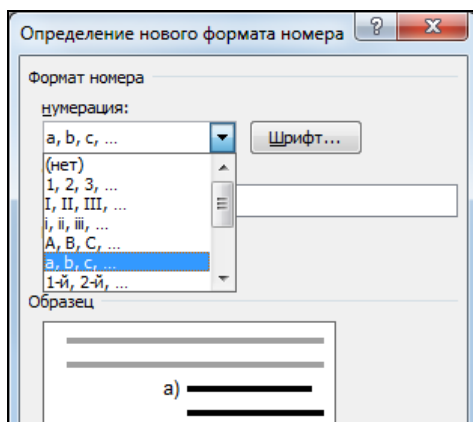 Определение нового формата номера
Формат номера
нумерация:
a, b, c, ...
Шрифт...
(нет)
1, 2, 3, ...
I, II, III, ...
i, ii, iii, ...
A, B, C, ...
a, b, c, ...
1-й, 2-й, ...
Образец
a)